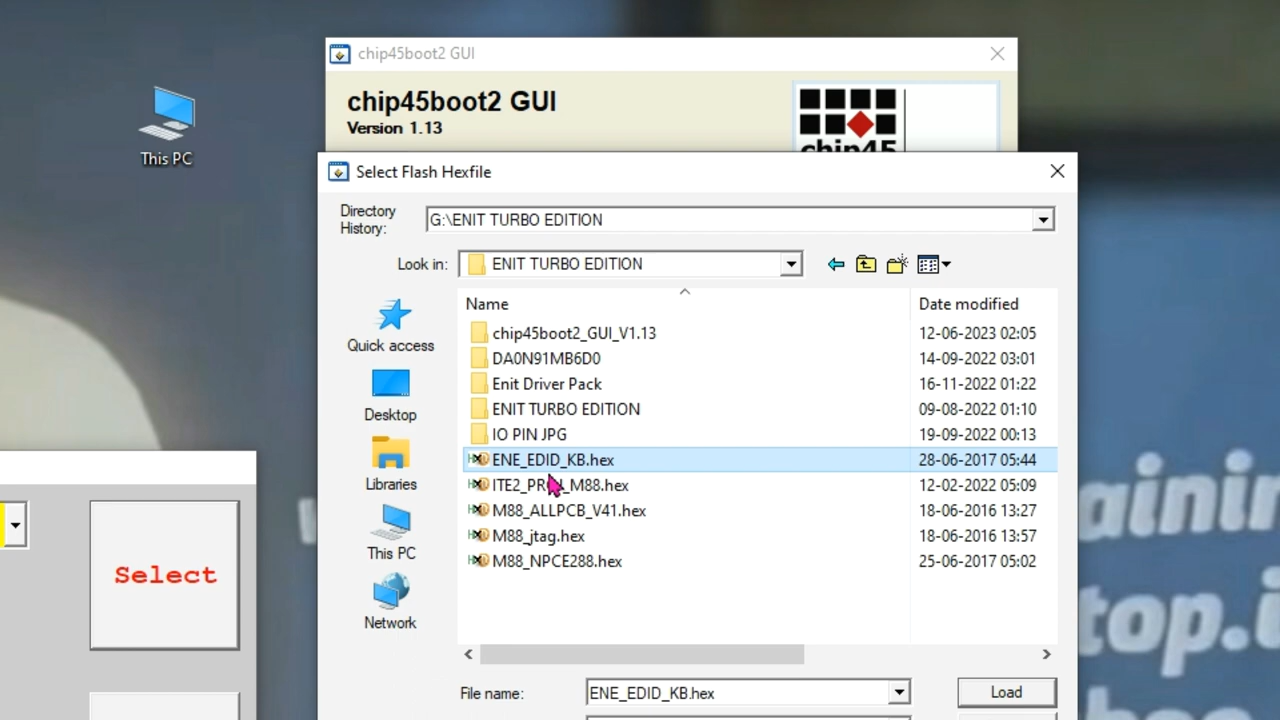 chip45boot2 GUI
chip45boot2 GUI
Version 1.13
chip45
This PC
Select Flash Hexfile
Directory History:
G:\ENIT TURBO EDITION
Look in:
ENIT TURBO EDITION
Name
Date modified
Quick access
Desktop
Libraries
This PC
Network
chip45boot2_GUI_V1.13 12-06-2023 02:05
DA0N91MB6D0 14-09-2022 03:01
Enit Driver Pack 16-11-2022 01:22
ENIT TURBO EDITION 09-08-2022 01:10
IO PIN JPG 19-09-2022 00:13
ENE_EDID_KB.hex 28-06-2017 05:44
M88.hex 12-02-2022 05:09
M88_ALLPCB_V41.hex 18-06-2016 13:27
M88_jtag.hex 18-06-2016 13:57
M88_NPCE288.hex 25-06-2017 05:02
File name:
ENE_EDID_KB.hex
Load
Select